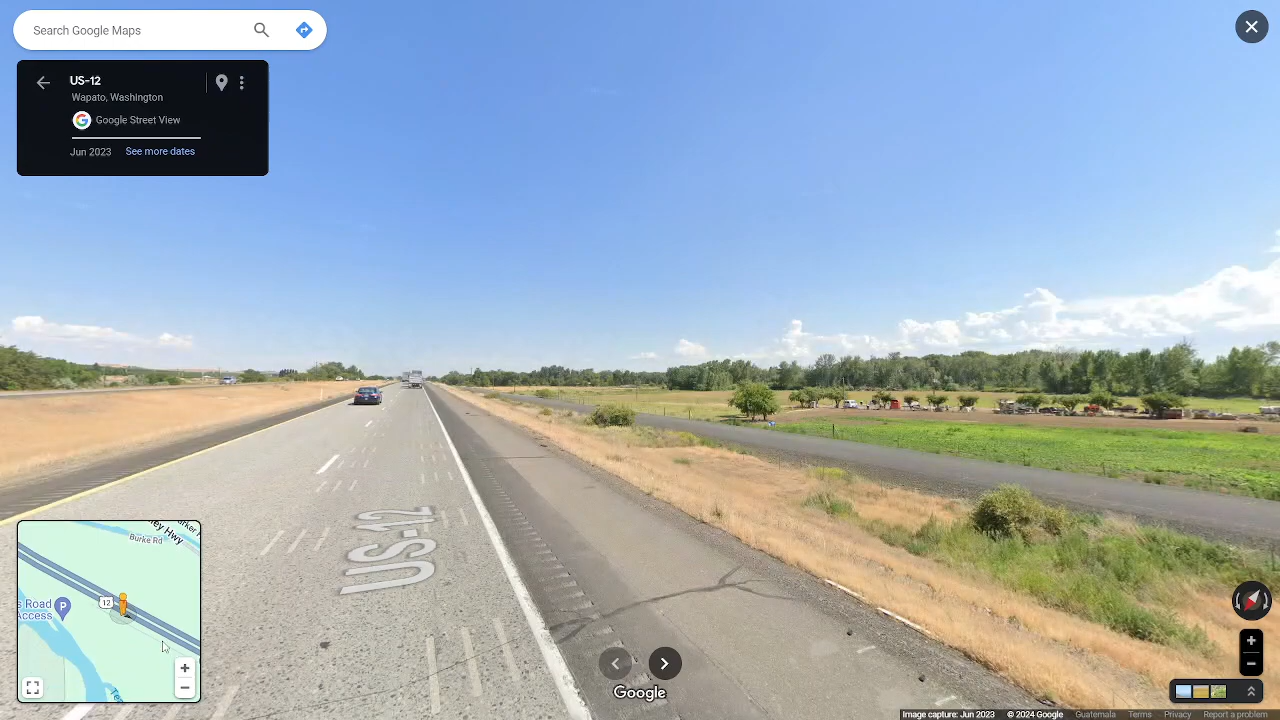 Search Google Maps
US-12
Wapato, Washington
Google Street View
Jun 2023 See more dates
US-12
Burke Rd
12
s Road
Access
P
Google
Image capture: Jun 2023 © 2024 Google Guatemala Terms Privacy Report a problem